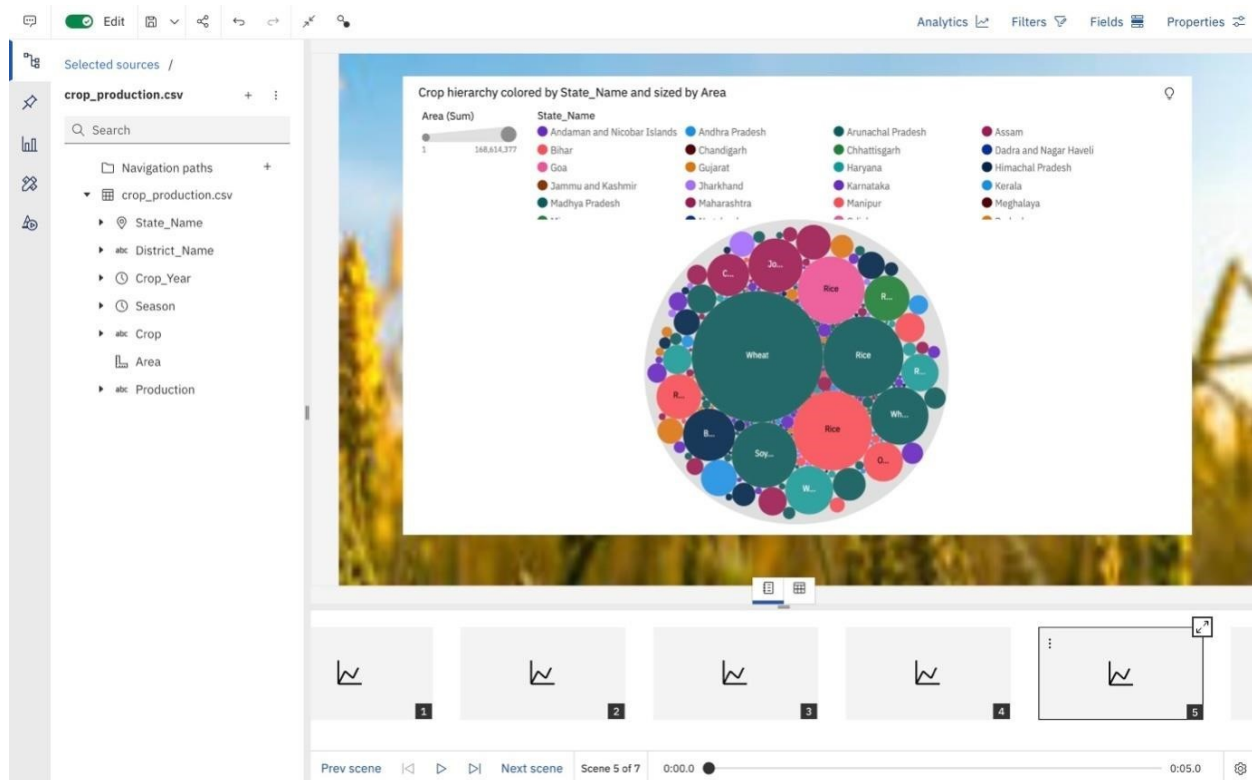 Edit
Analytics
Filters
Fields
Properties
Selected sources /
crop_production.csv
Search
Navigation paths
crop_production.csv
State_Name
abc District_Name
Crop_Year
Season
abc Crop
Area
abc Production
Crop hierarchy colored by State_Name and sized by Area
Area (Sum)
1 168,614,377
State_Name
Andaman and Nicobar Islands Andhra Pradesh Arunachal Pradesh Assam
Bihar Chandigarh Chhattisgarh Dadra and Nagar Haveli
Goa Gujarat Haryana Himachal Pradesh
Jammu and Kashmir Jharkhand Karnataka Kerala
Madhya Pradesh Maharashtra Manipur Meghalaya
C...
Jo...
Rice
R...
Wheat
Rice
R...
R...
Wh...
B...
Rice
Soy...
O...
W...
1
2
3
4
5
Prev scene Next scene Scene 5 of 7 0:00.0 0:05.0